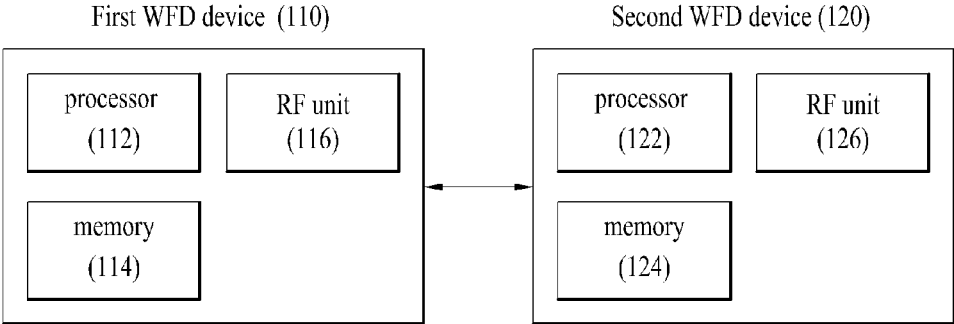 First WFD device (110)
processor
(112)
RF unit
(116)
memory
(114)
Second WFD device (120)
processor
(122)
RF unit
(126)
memory
(124)